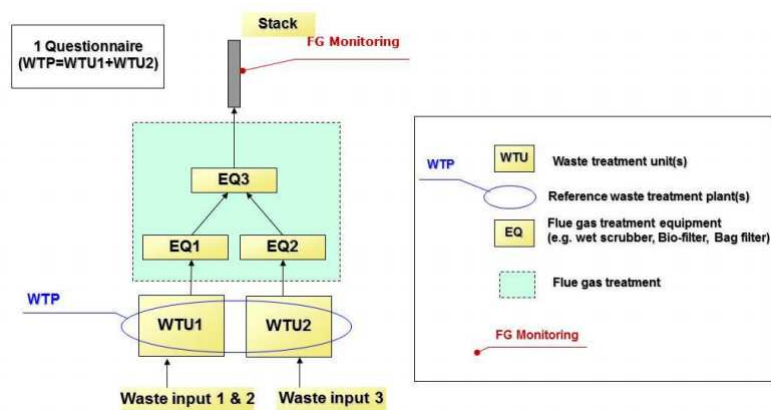 Stack
1 Questionnaire
(WTP=WTU1+WTU2)
FG Monitoring
EQ3
EQ1
EQ2
WTP
WTU1
WTU2
Waste input 1 & 2
Waste input 3
WTU
Waste treatment unit(s)
WTP
Reference waste treatment plant(s)
EQ
Flue gas treatment equipment
(e.g. wet scrubber, Bio-filter, Bag filter)
Flue gas treatment
FG Monitoring